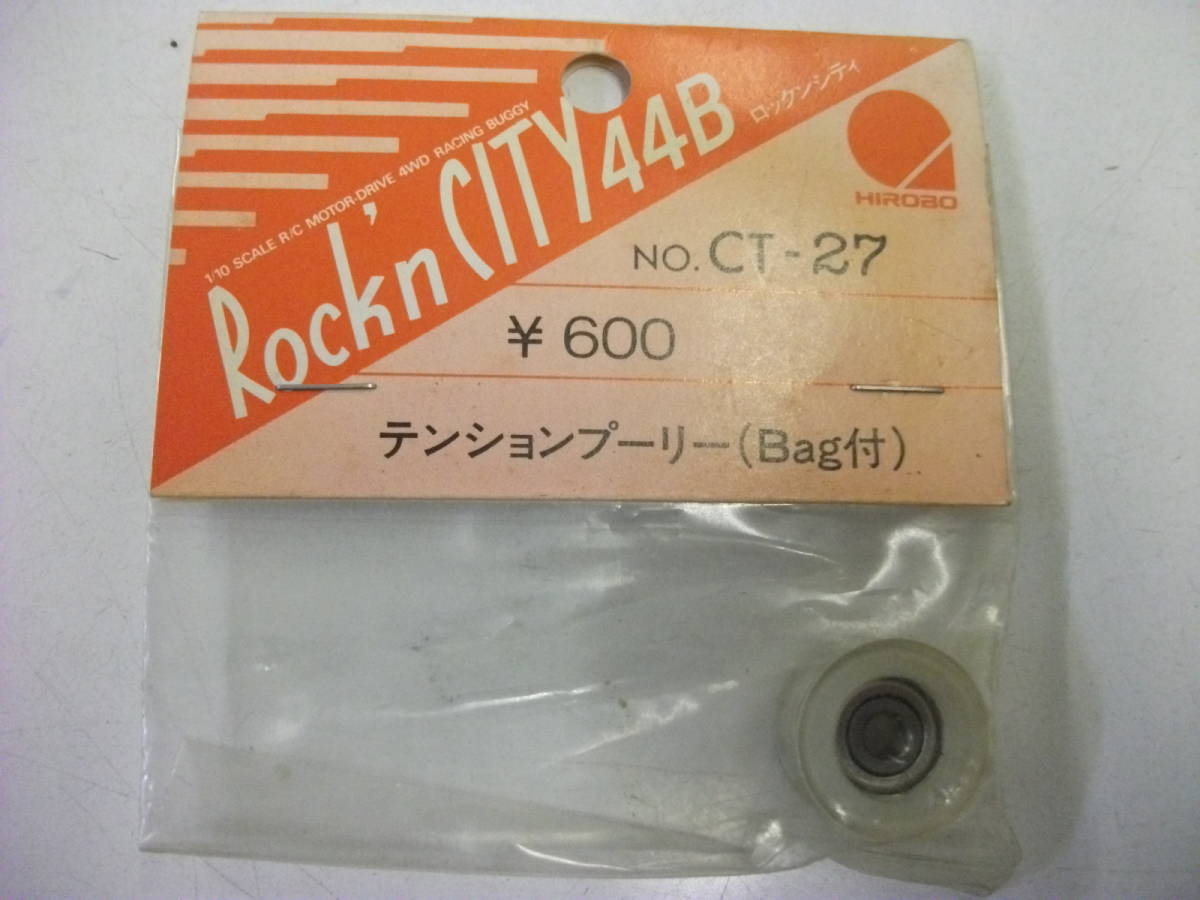 1/10 SCALE R/C MOTOR-DRIVE 4WD RACING BUGGY
Rock'n CITY 44B
ロッケンシティ
HIROBO
NO. CT-27
¥ 600
テンションプーリー(Bag付)